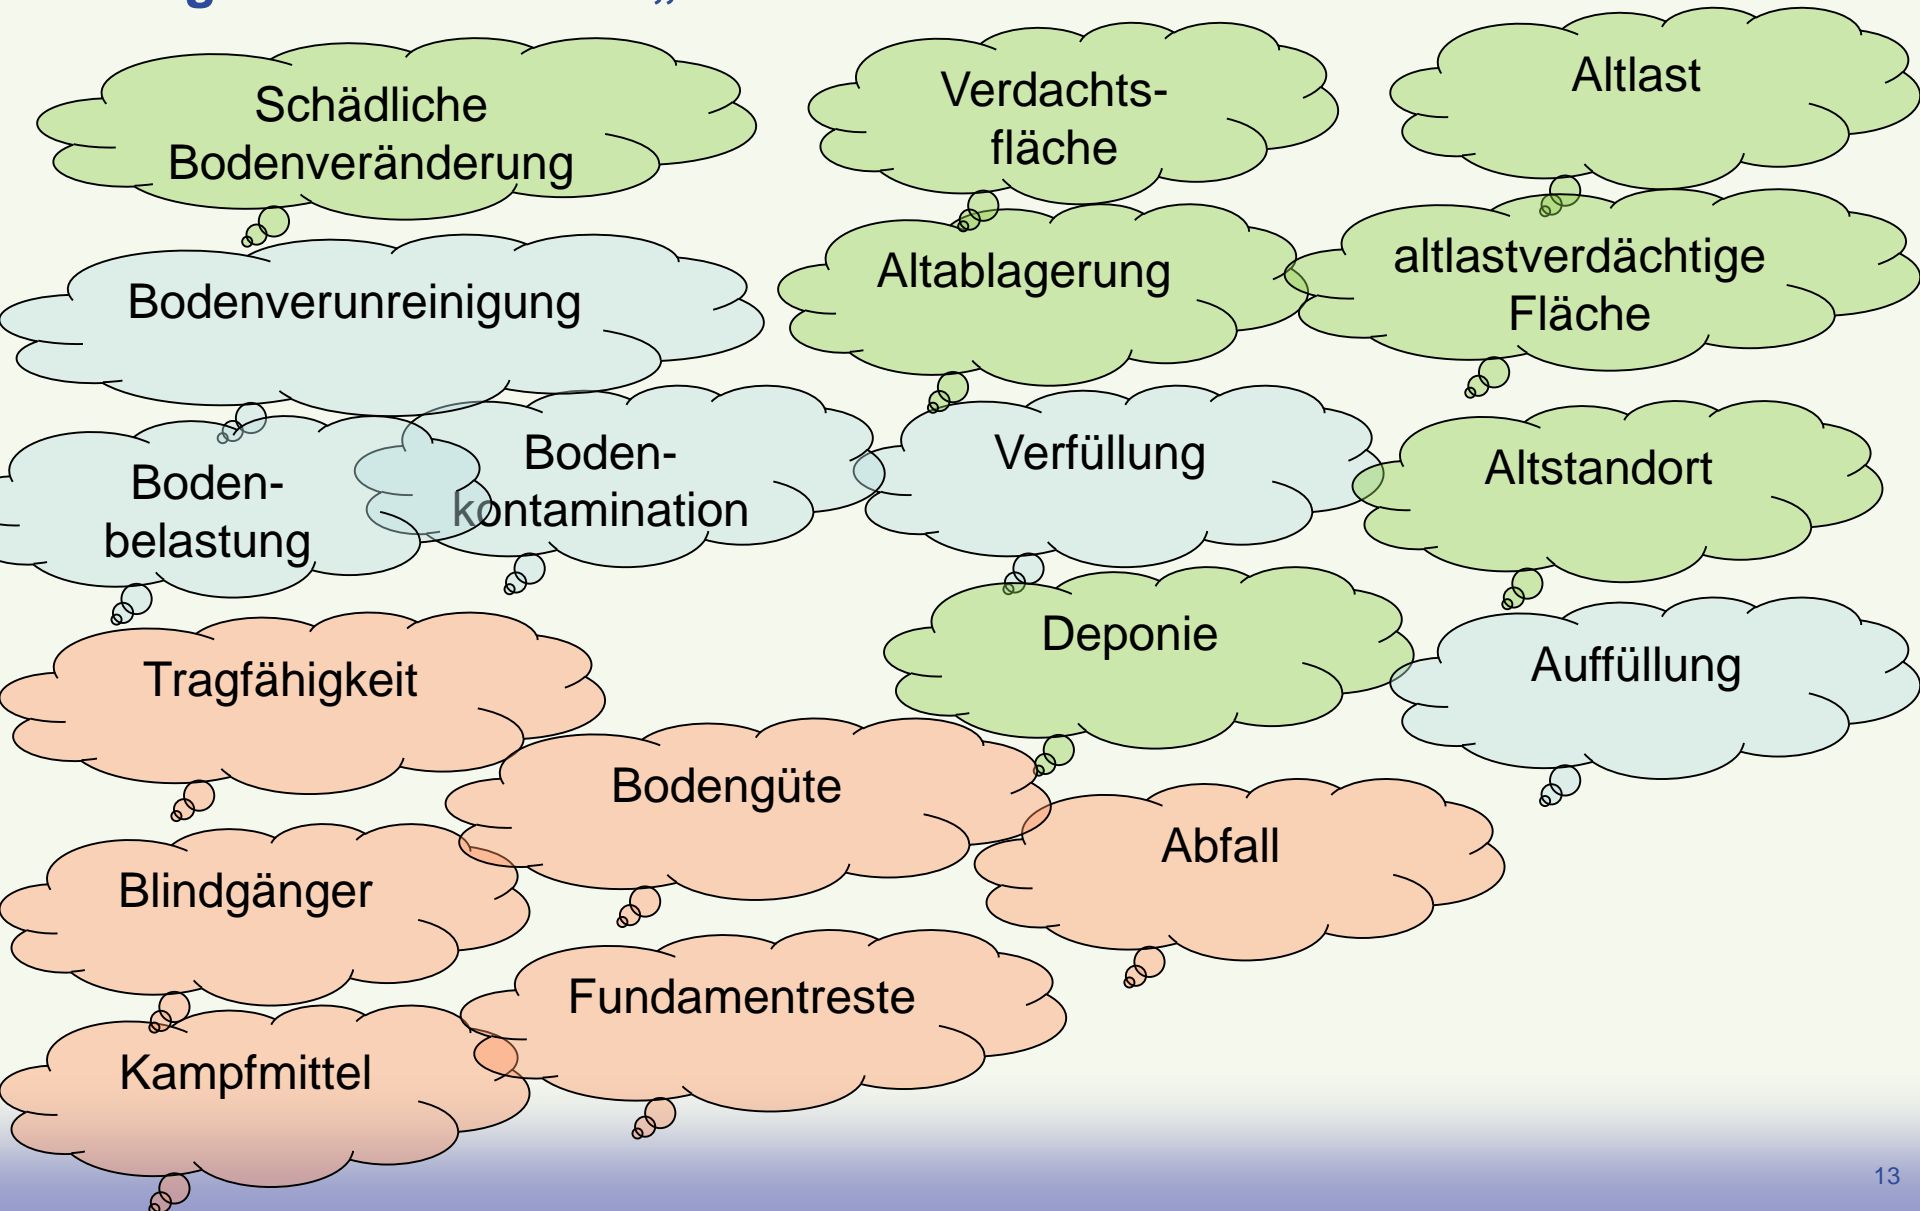 Schädliche
Bodenveränderung
Verdachts-
fläche
Altlast
Bodenverunreinigung
Altablagerung
altlastverdächtige
Fläche
Boden-
belastung
Boden-
kontamination
Verfüllung
Altstandort
Tragfähigkeit
Deponie
Auffüllung
Bodengüte
Abfall
Blindgänger
Fundamentreste
Kampfmittel
13